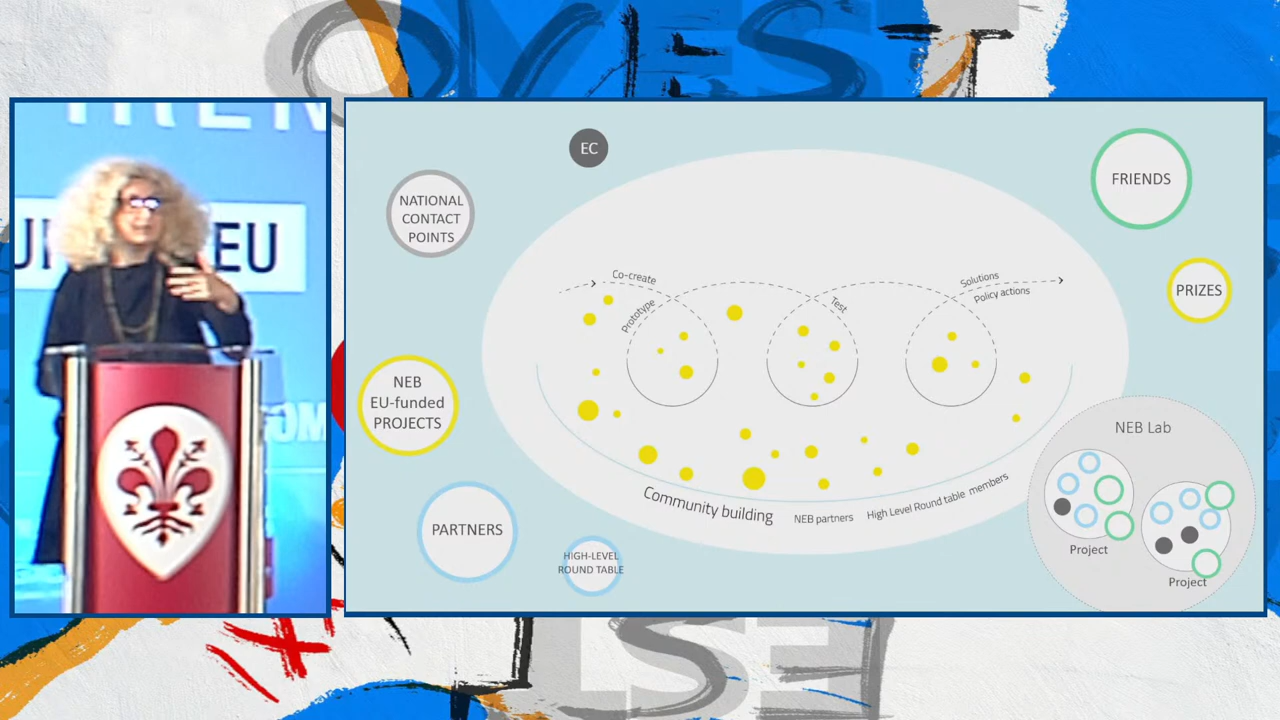 EU
EC
NATIONAL
CONTACT
POINTS
FRIENDS
PRIZES
Co-create
Prototype
Test
Solutions
Policy actions
NEB
EU-funded
PROJECTS
NEB Lab
Community building
NEB partners
High Level Round table members
PARTNERS
HIGH-LEVEL
ROUND TABLE
Project
Project